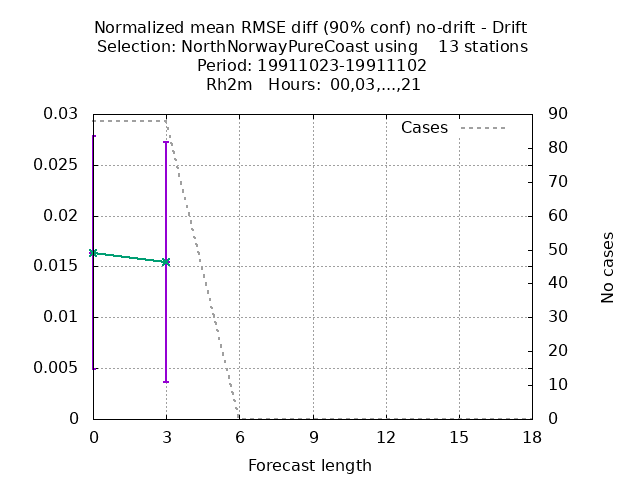 Normalized mean RMSE diff (90% conf) no-drift - Drift
Selection: NorthNorwayPureCoast using 13 stations
Period: 19911023-19911102
Rh2m Hours: 00,03,...,21
0.03
0.025
0.02
0.015
0.01
0.005
0
Cases
90
80
70
60
50
40
30
20
10
0
No cases
0 3 6 9 12 15 18
Forecast length